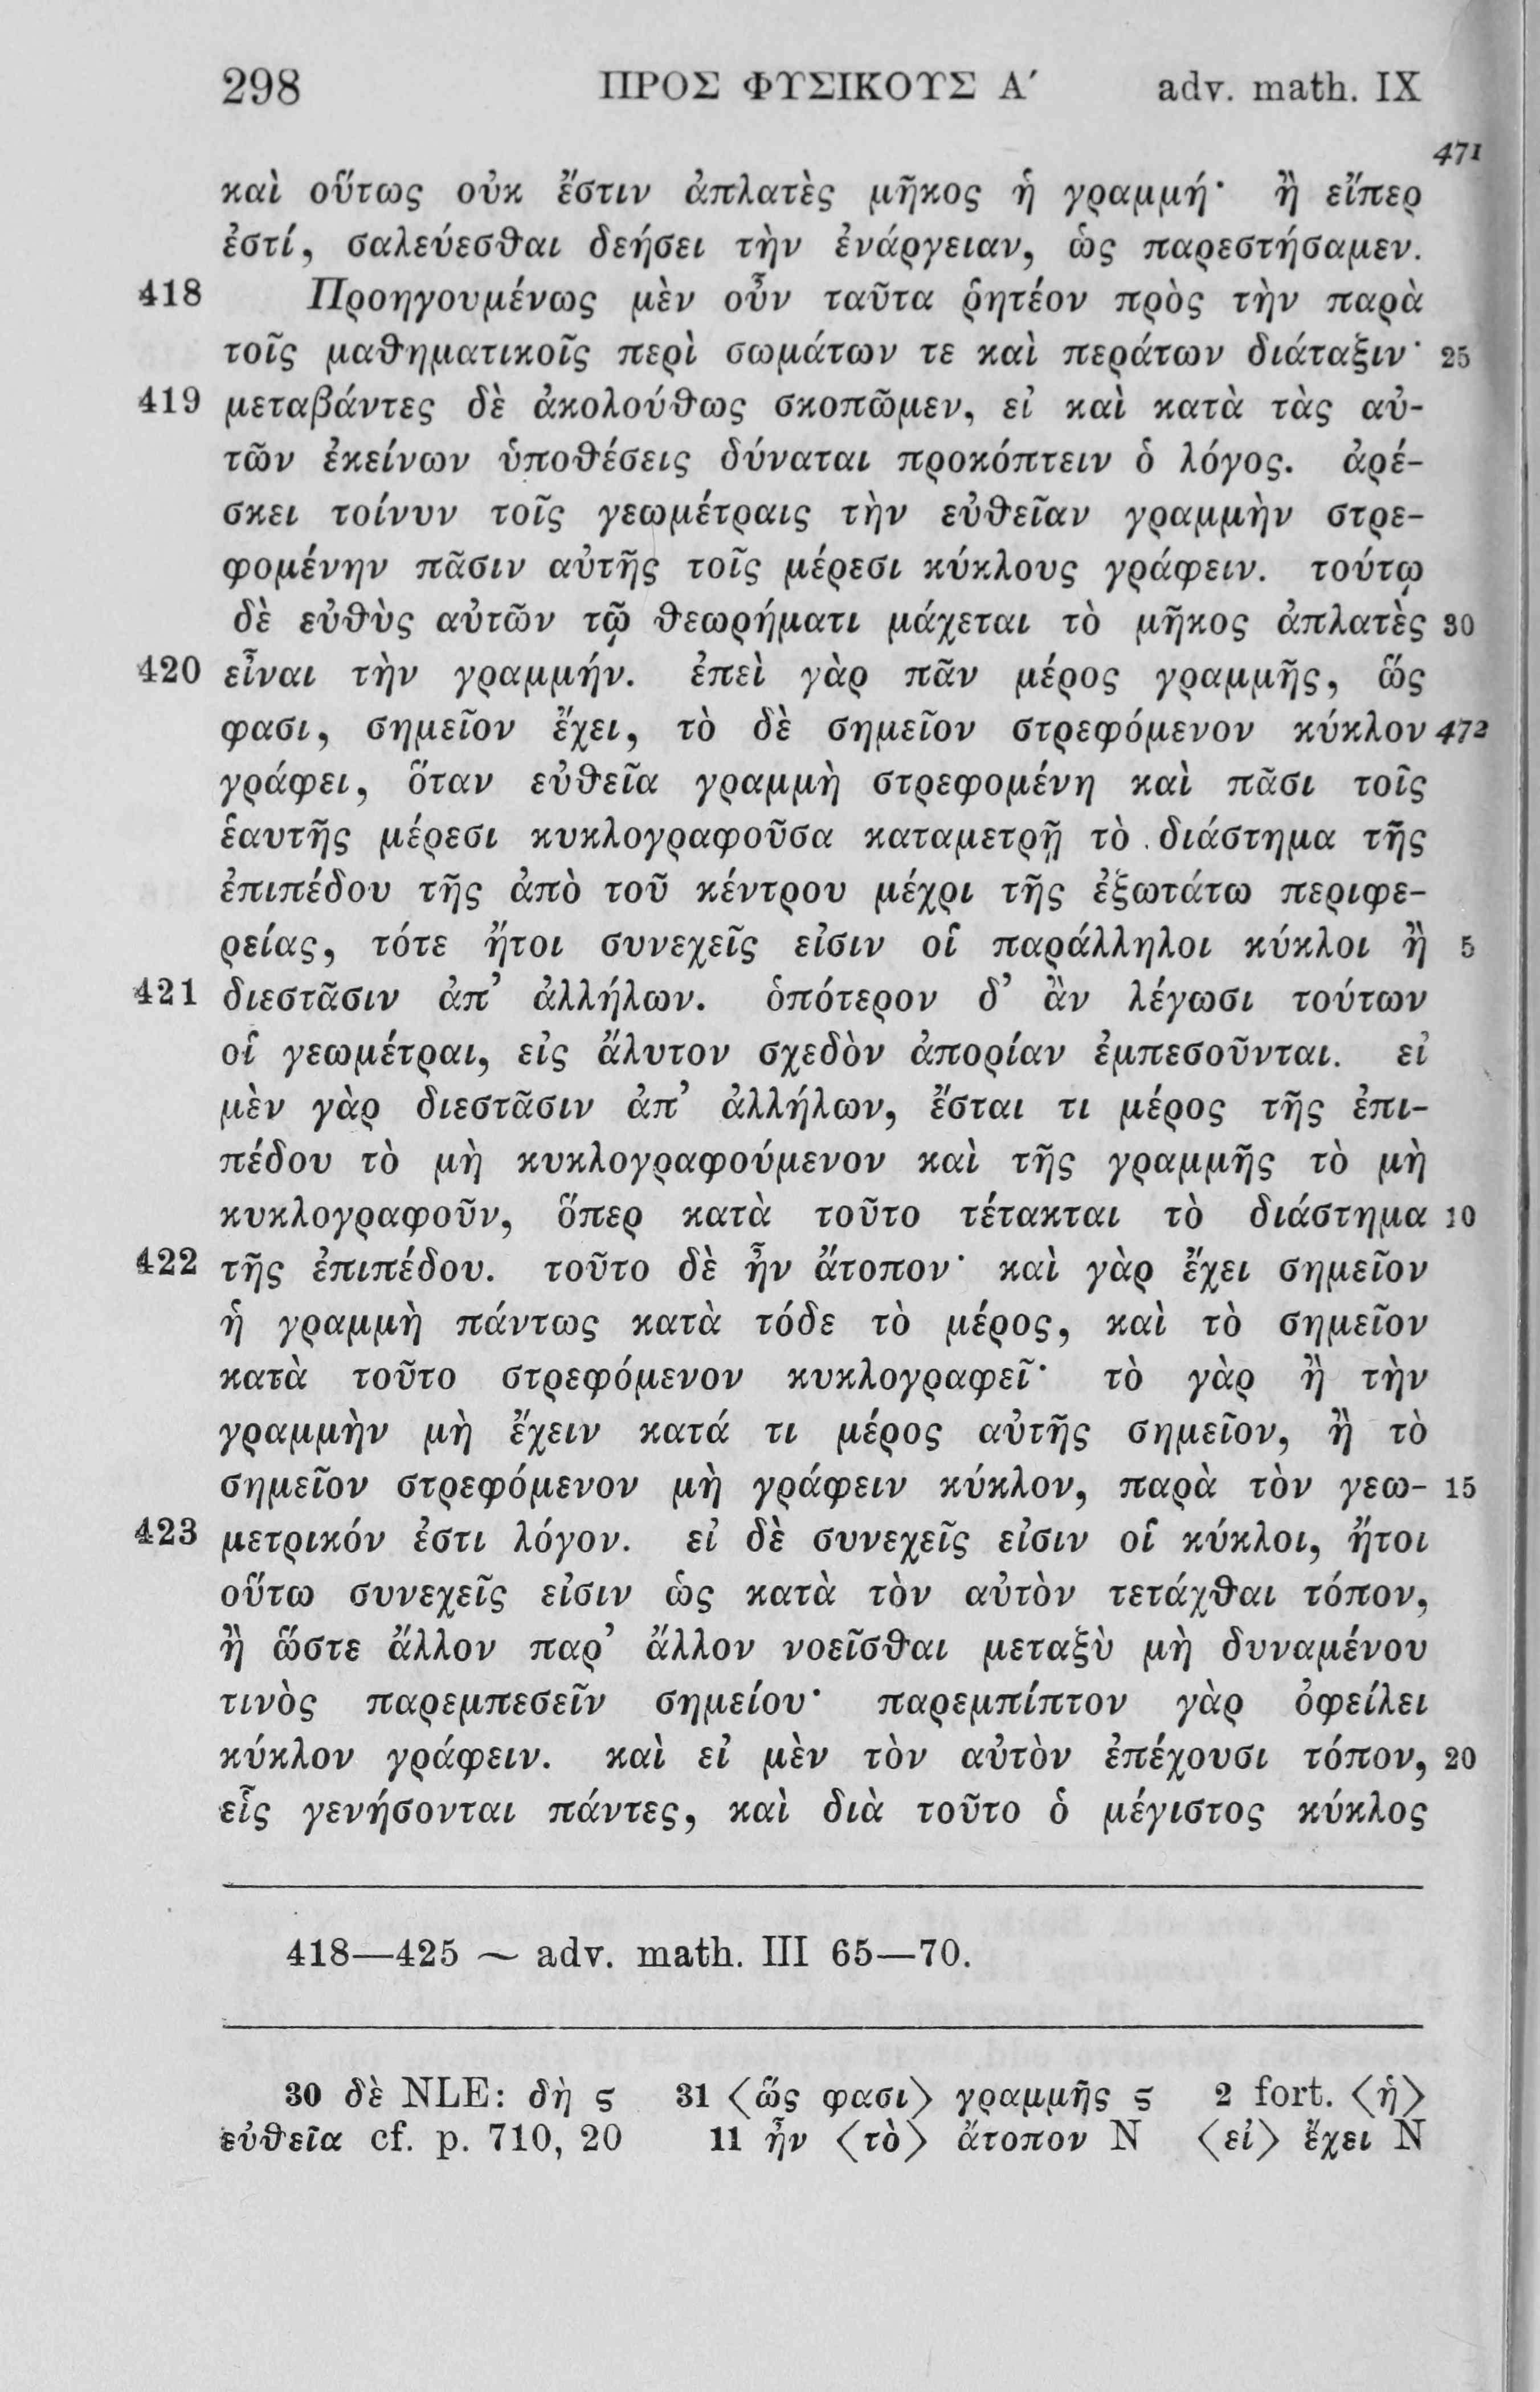 298 ΠΡΟΣ ΦΥΣΙΚΟΥΣ Α′ adv. math. IX
471
καὶ οὕτως οὐκ ἔστιν ἀπλατὲς μῆκος ἡ γραμμή· ἢ εἴπερ
ἐστί, σαλεύεσθαι δεήσει τὴν ἐνάργειαν, ὡς παρεστήσαμεν.
418 Προηγουμένως μὲν οὖν ταῦτα ῥητέον πρὸς τὴν παρὰ
τοῖς μαθηματικοῖς περὶ σωμάτων τε καὶ περάτων διάταξιν· 25
419 μεταβάντες δὲ ἀκολούθως σκοπῶμεν, εἰ καὶ κατὰ τὰς αὐ-
τῶν ἐκείνων ὑποθέσεις δύναται προκόπτειν ὁ λόγος. ἀρέ-
σκει τοίνυν τοῖς γεωμέτραις τὴν εὐθεῖαν γραμμὴν στρε-
φομένην πᾶσιν αὐτῆς τοῖς μέρεσι κύκλους γράφειν. τούτῳ
δὲ εὐθὺς αὐτῶν τῷ θεωρήματι μάχεται τὸ μῆκος ἀπλατὲς 30
420 εἶναι τὴν γραμμήν. ἐπεὶ γὰρ πᾶν μέρος γραμμῆς, ὥς
φασι, σημεῖον ἔχει, τὸ δὲ σημεῖον στρεφόμενον κύκλον 472
γράφει, ὅταν εὐθεῖα γραμμὴ στρεφομένη καὶ πᾶσι τοῖς
ἑαυτῆς μέρεσι κυκλογραφοῦσα καταμετρῇ τὸ διάστημα τῆς
ἐπιπέδου τῆς ἀπὸ τοῦ κέντρου μέχρι τῆς ἐξωτάτω περιφε-
ρείας, τότε ἤτοι συνεχεῖς εἰσιν οἱ παράλληλοι κύκλοι ἢ 5
421 διεστᾶσιν ἀπ’ ἀλλήλων. ὁπότερον δ’ ἂν λέγωσι τούτων
οἱ γεωμέτραι, εἰς ἄλυτον σχεδὸν ἀπορίαν ἐμπεσοῦνται. εἰ
μὲν γὰρ διεστᾶσιν ἀπ’ ἀλλήλων, ἔσται τι μέρος τῆς ἐπι-
πέδου τὸ μὴ κυκλογραφούμενον καὶ τῆς γραμμῆς τὸ μὴ
κυκλογραφοῦν, ὅπερ κατὰ τοῦτο τέτακται τὸ διάστημα 10
422 τῆς ἐπιπέδου. τοῦτο δὲ ἦν ἄτοπον· καὶ γὰρ ἔχει σημεῖον
ἡ γραμμὴ πάντως κατὰ τόδε τὸ μέρος, καὶ τὸ σημεῖον
κατὰ τοῦτο στρεφόμενον κυκλογραφεῖ· τὸ γὰρ ἢ τὴν
γραμμὴν μὴ ἔχειν κατά τι μέρος αὐτῆς σημεῖον, ἢ τὸ
σημεῖον στρεφόμενον μὴ γράφειν κύκλον, παρὰ τὸν γεω- 15
423 μετρικόν ἐστι λόγον. εἰ δὲ συνεχεῖς εἰσιν οἱ κύκλοι, ἤτοι
οὕτω συνεχεῖς εἰσιν ὡς κατὰ τὸν αὐτὸν τετάχθαι τόπον,
ἢ ὥστε ἄλλον παρ’ ἄλλον νοεῖσθαι μεταξὺ μὴ δυναμένου
τινὸς παρεμπεσεῖν σημείου· παρεμπίπτον γὰρ ὀφείλει
κύκλον γράφειν. καὶ εἰ μὲν τὸν αὐτὸν ἐπέχουσι τόπον, 20
εἷς γενήσονται πάντες, καὶ διὰ τοῦτο ὁ μέγιστος κύκλος
418—425 ∼ adv. math. III 65—70.
30 δὲ NLE: δὴ ς 31 ⟨ὥς φασι⟩ γραμμῆς ς 2 fort. ⟨ἡ⟩
εὐθεῖα cf. p. 710, 20 11 ἦν ⟨τὸ⟩ ἄτοπον N ⟨εἰ⟩ ἔχει N